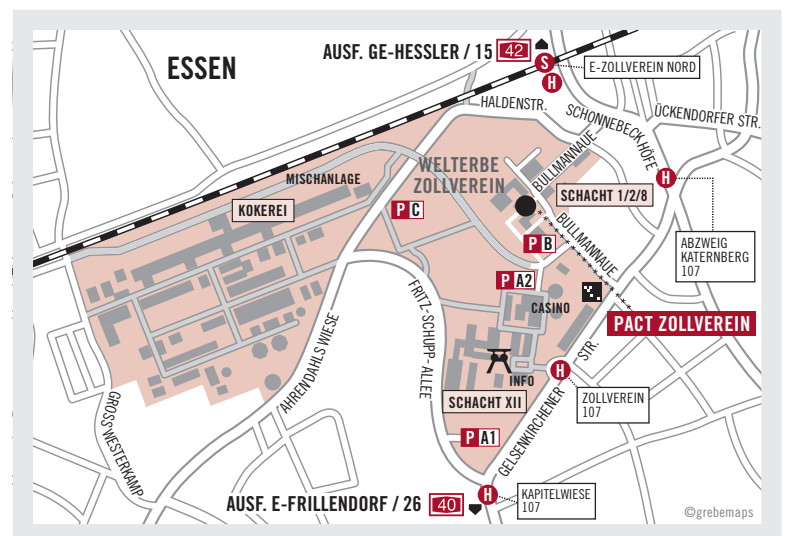 AUSF. GE-HESSLER / 15 42
ESSEN
S
E-ZOLLVEREIN NORD
H
HALDENSTR.
SCHONNEBECKHÖFE
ÜCKENDORFER STR.
WELTERBE
ZOLLVEREIN
BULLMANNAUE
MISCHANLAGE
H
SCHACHT 1/2/8
KOKEREI
P C
BULLMANNAUE
P B
ABZWEIG
KATERNBERG
107
P A2
FRITZ-SCHUPP-ALLEE
CASINO
PACT ZOLLVEREIN
AHRENDAHLS WIESE
STR.
INFO
H
ZOLLVEREIN
107
SCHACHT XII
GELSENKIRCHENER
GROSS WESTERKAMP
P A1
AUSF. E-FRILLENDORF / 26 40
H
KAPITELWIESE
107
©grebemaps